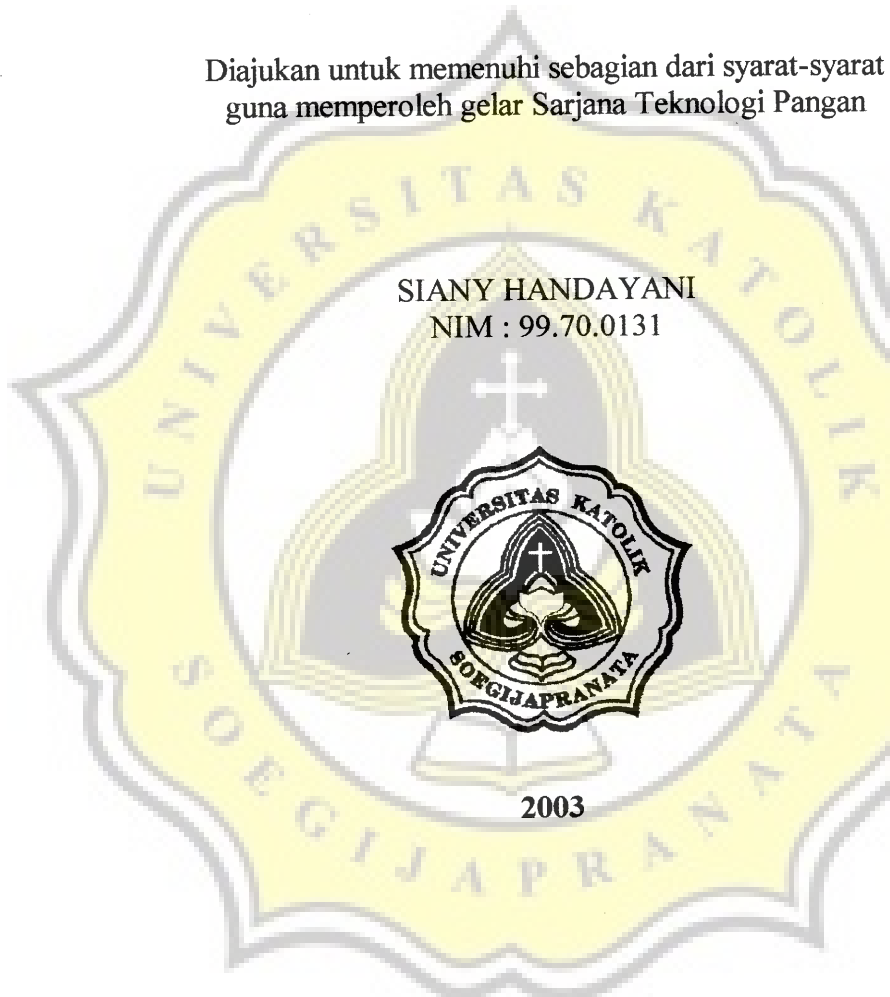 Diajukan untuk memenuhi sebagian dari syarat-syarat
guna memperoleh gelar Sarjana Teknologi Pangan
UNIVERSITAS KATOLIK
SIANY HANDAYANI
NIM : 99.70.0131
UNIVERSITAS KATOLIK
SOEGIJAPRANATA
2003
SOEGIJAPRANATA